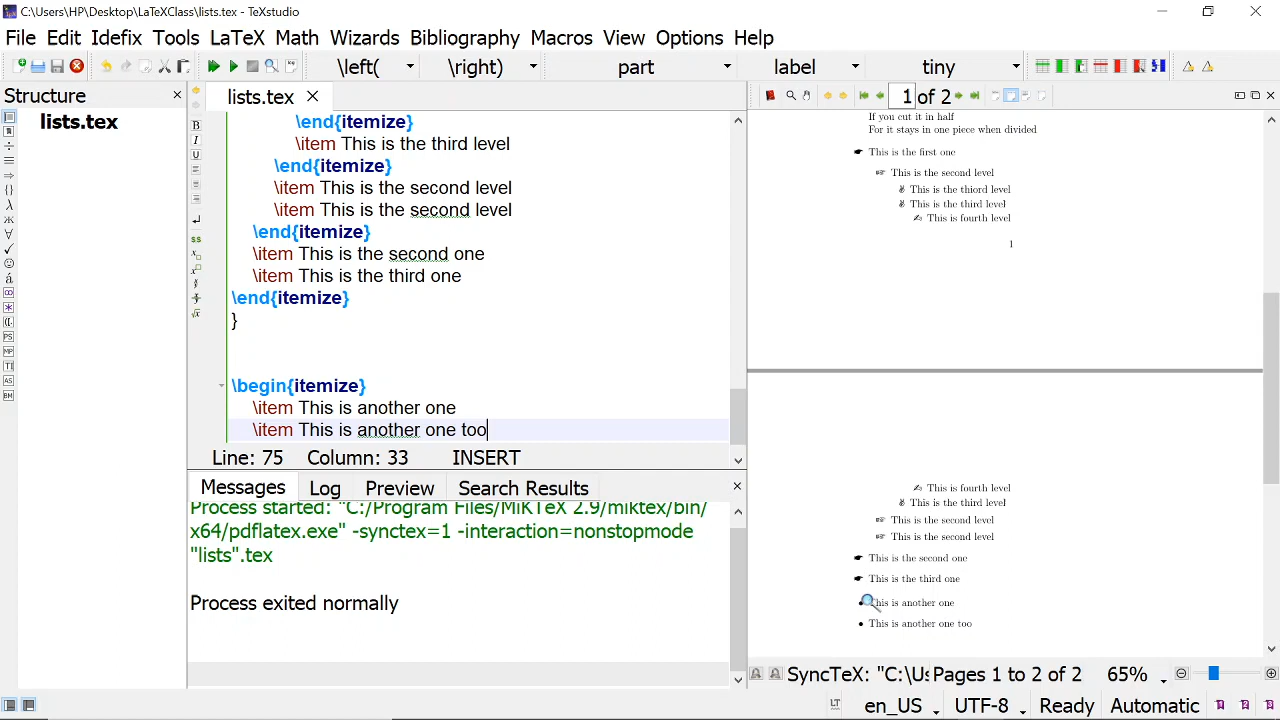 C:\Users\HP\Desktop\LaTeXClass\lists.tex - TeXstudio
File Edit Idefix Tools LaTeX Math Wizards Bibliography Macros View Options Help
\left( \right) part label tiny
Structure
lists.tex
lists.tex
1 of 2
\end{itemize}
\item This is the third level
\end{itemize}
\item This is the second level
\item This is the second level
\end{itemize}
\item This is the second one
\item This is the third one
\end{itemize}
}
\begin{itemize}
\item This is another one
\item This is another one too
Line: 75 Column: 33 INSERT
Messages Log Preview Search Results
Process started: "C:/Program Files/MiKTeX 2.9/miktex/bin/
x64/pdflatex.exe" -synctex=1 -interaction=nonstopmode
"lists".tex
Process exited normally
If you cut it in half
For it stays in one piece when divided
This is the first one
This is the second level
This is the thiord level
This is the third level
This is fourth level
1
This is fourth level
This is the third level
This is the second level
This is the second level
This is the second one
This is the third one
This is another one
This is another one too
SyncTeX: "C:\Us Pages 1 to 2 of 2 65%
en_US UTF-8 Ready Automatic